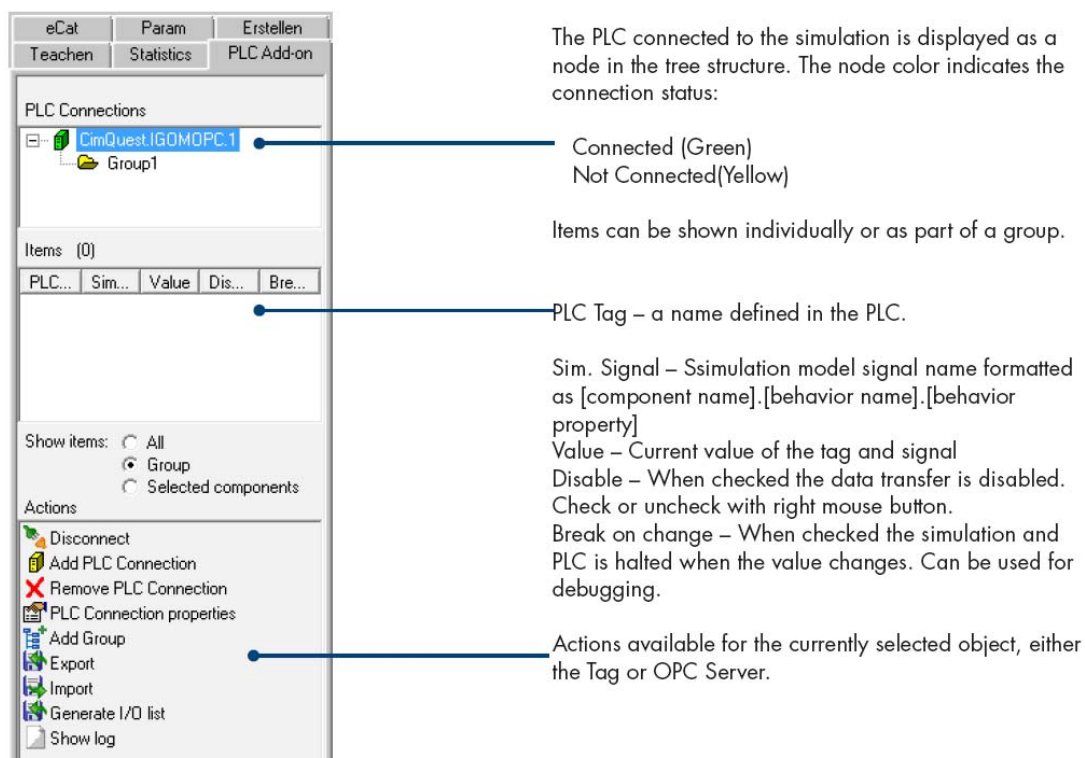 eCat Param Erstellen
Teachen Statistics PLC Add-on
PLC Connections
CimQuest.IGOMOPC.1
Group1
Items (0)
PLC... Sim... Value Dis... Bre...
Show items: All
Group
Selected components
Actions
Disconnect
Add PLC Connection
Remove PLC Connection
PLC Connection properties
Add Group
Export
Import
Generate I/O list
Show log
The PLC connected to the simulation is displayed as a
node in the tree structure. The node color indicates the
connection status:
Connected (Green)
Not Connected(Yellow)
Items can be shown individually or as part of a group.
PLC Tag – a name defined in the PLC.
Sim. Signal – Ssimulation model signal name formatted
as [component name].[behavior name].[behavior
property]
Value – Current value of the tag and signal
Disable – When checked the data transfer is disabled.
Check or uncheck with right mouse button.
Break on change – When checked the simulation and
PLC is halted when the value changes. Can be used for
debugging.
Actions available for the currently selected object, either
the Tag or OPC Server.